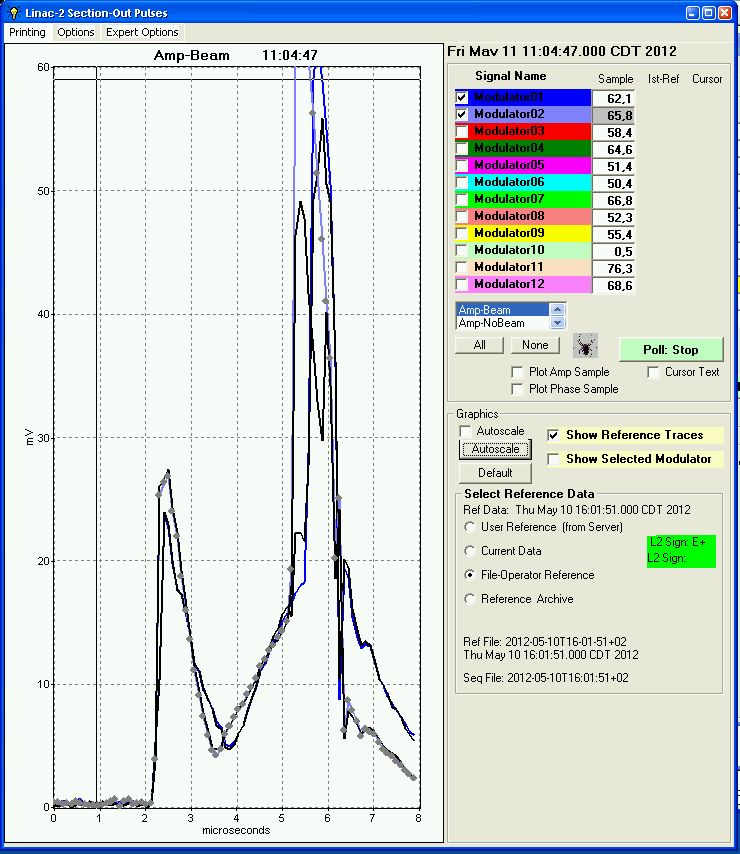 Linac-2 Section-Out Pulses
Printing Options Expert Options
Amp-Beam 11:04:47
Fri May 11 11:04:47.000 CDT 2012
Signal Name Sample Ist-Ref Cursor
Modulator01 62,1
Modulator02 65,8
Modulator03 58,4
Modulator04 64,6
Modulator05 51,4
Modulator06 50,4
Modulator07 66,8
Modulator08 52,3
Modulator09 55,4
Modulator10 0,5
Modulator11 76,3
Modulator12 68,6
Amp-Beam
Amp-NoBeam
All None Poll: Stop
Plot Amp Sample Cursor Text
Plot Phase Sample
Graphics
Autoscale Show Reference Traces
Autoscale Show Selected Modulator
Default
Select Reference Data
Ref Data: Thu May 10 16:01:51.000 CDT 2012
User Reference (from Server)
L2 Sign: E+
Current Data
L2 Sign:
File-Operator Reference
Reference Archive
Ref File: 2012-05-10T16-01-51+02
Thu May 10 16:01:51.000 CDT 2012
Seq File: 2012-05-10T16:01:51+02
60
50
40
mV
30
20
10
0
0 1 2 3 4 5 6 7 8
microseconds